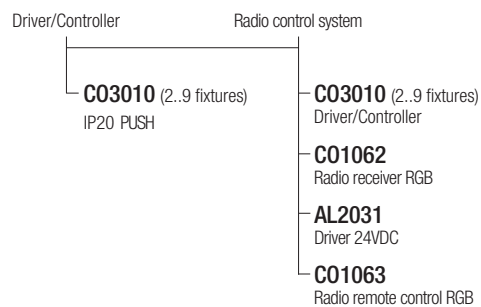 Driver/Controller
Radio control system
CO3010 (2..9 fixtures)
IP20 PUSH
CO3010 (2..9 fixtures)
Driver/Controller
CO1062
Radio receiver RGB
AL2031
Driver 24VDC
CO1063
Radio remote control RGB